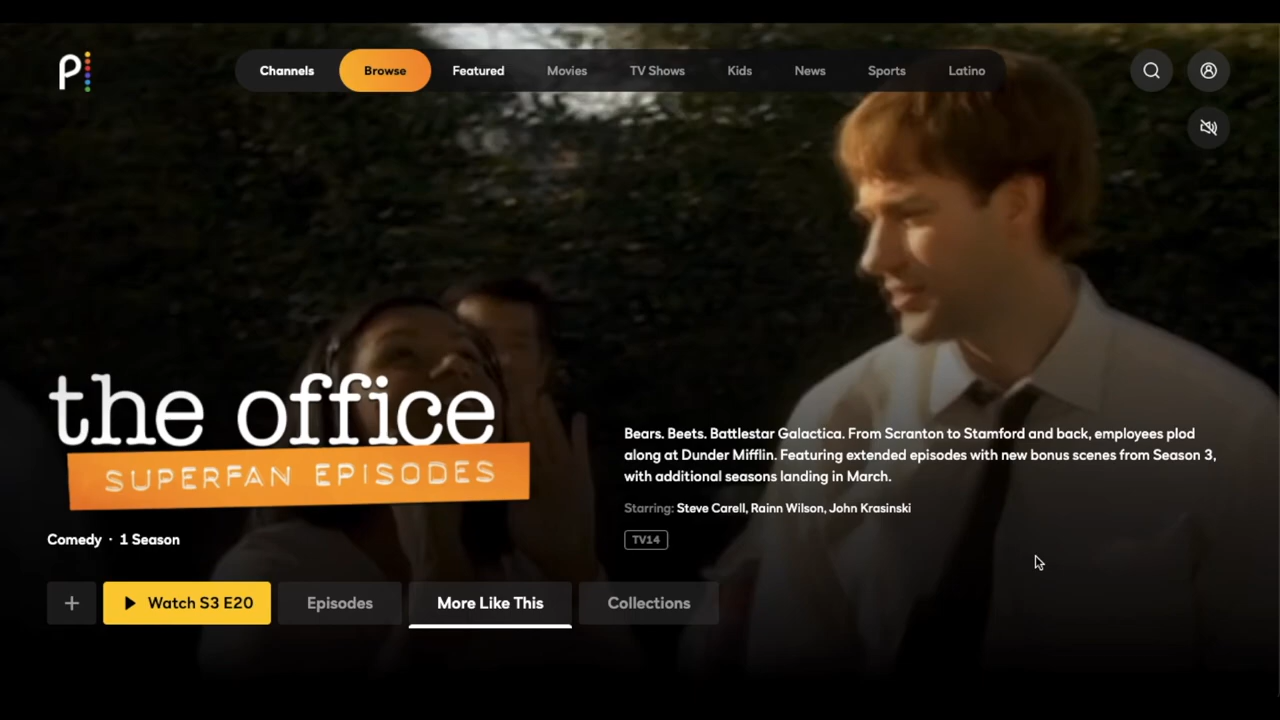 Channels Browse Featured Movies TV Shows Kids News Sports Latino
the office
SUPERFAN EPISODES
Comedy · 1 Season
Bears. Beets. Battlestar Galactica. From Scranton to Stamford and back, employees plod
along at Dunder Mifflin. Featuring extended episodes with new bonus scenes from Season 3,
with additional seasons landing in March.
Starring: Steve Carell, Rainn Wilson, John Krasinski
TV14
Watch S3 E20 Episodes More Like This Collections